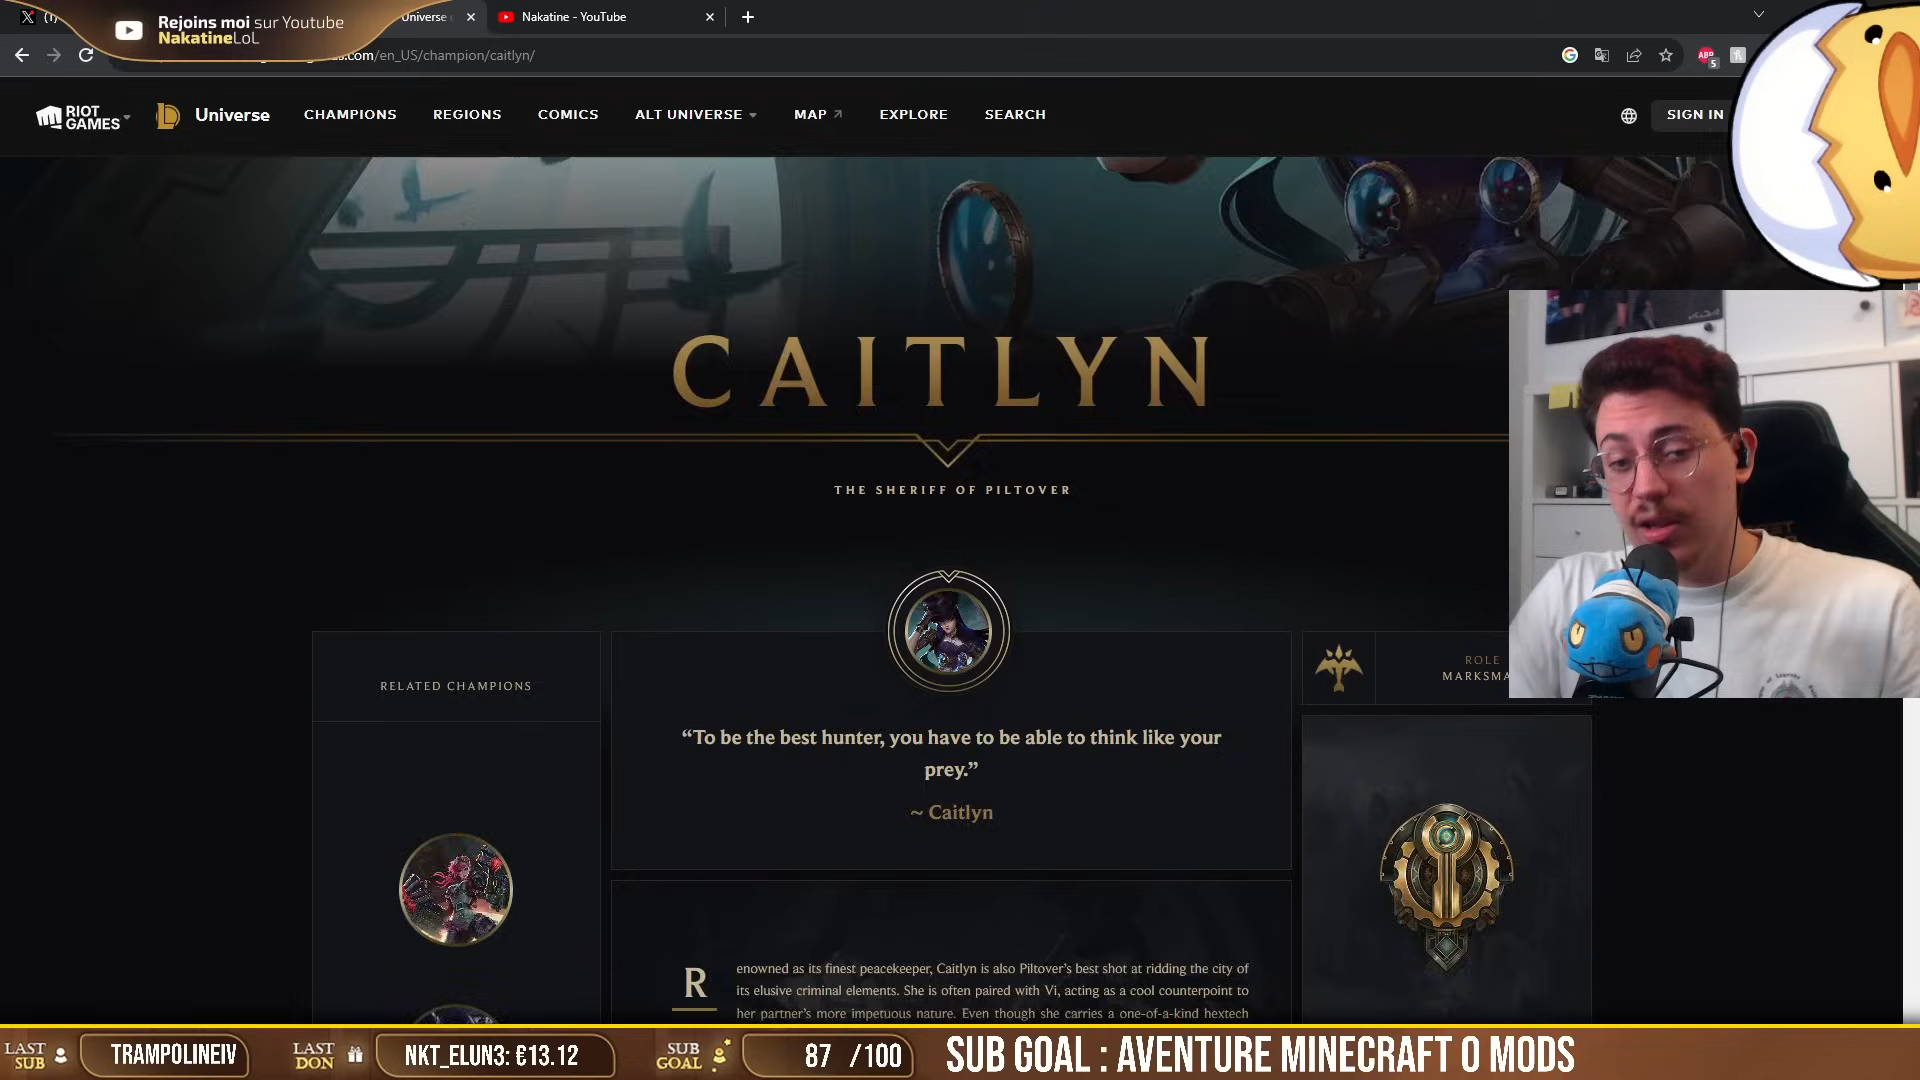 Rejoins moi sur Youtube
NakatineLoL
Universe
Nakatine - YouTube
.com/en_US/champion/caitlyn/
ABP
5
RIOT
GAMES
Universe
CHAMPIONS
REGIONS
COMICS
ALT UNIVERSE
MAP
EXPLORE
SEARCH
SIGN IN
CAITLYN
THE SHERIFF OF PILTOVER
RELATED CHAMPIONS
ROLE
MARKSMA
“To be the best hunter, you have to be able to think like your
prey.”
~ Caitlyn
Renowned as its finest peacekeeper, Caitlyn is also Piltover’s best shot at ridding the city of
its elusive criminal elements. She is often paired with Vi, acting as a cool counterpoint to
her partner’s more impetuous nature. Even though she carries a one-of-a-kind hextech
LAST SUB
TRAMPOLINEIV
LAST DON
NKT_ELUN3: €13.12
SUB GOAL
87 /100
SUB GOAL : AVENTURE MINECRAFT O MODS